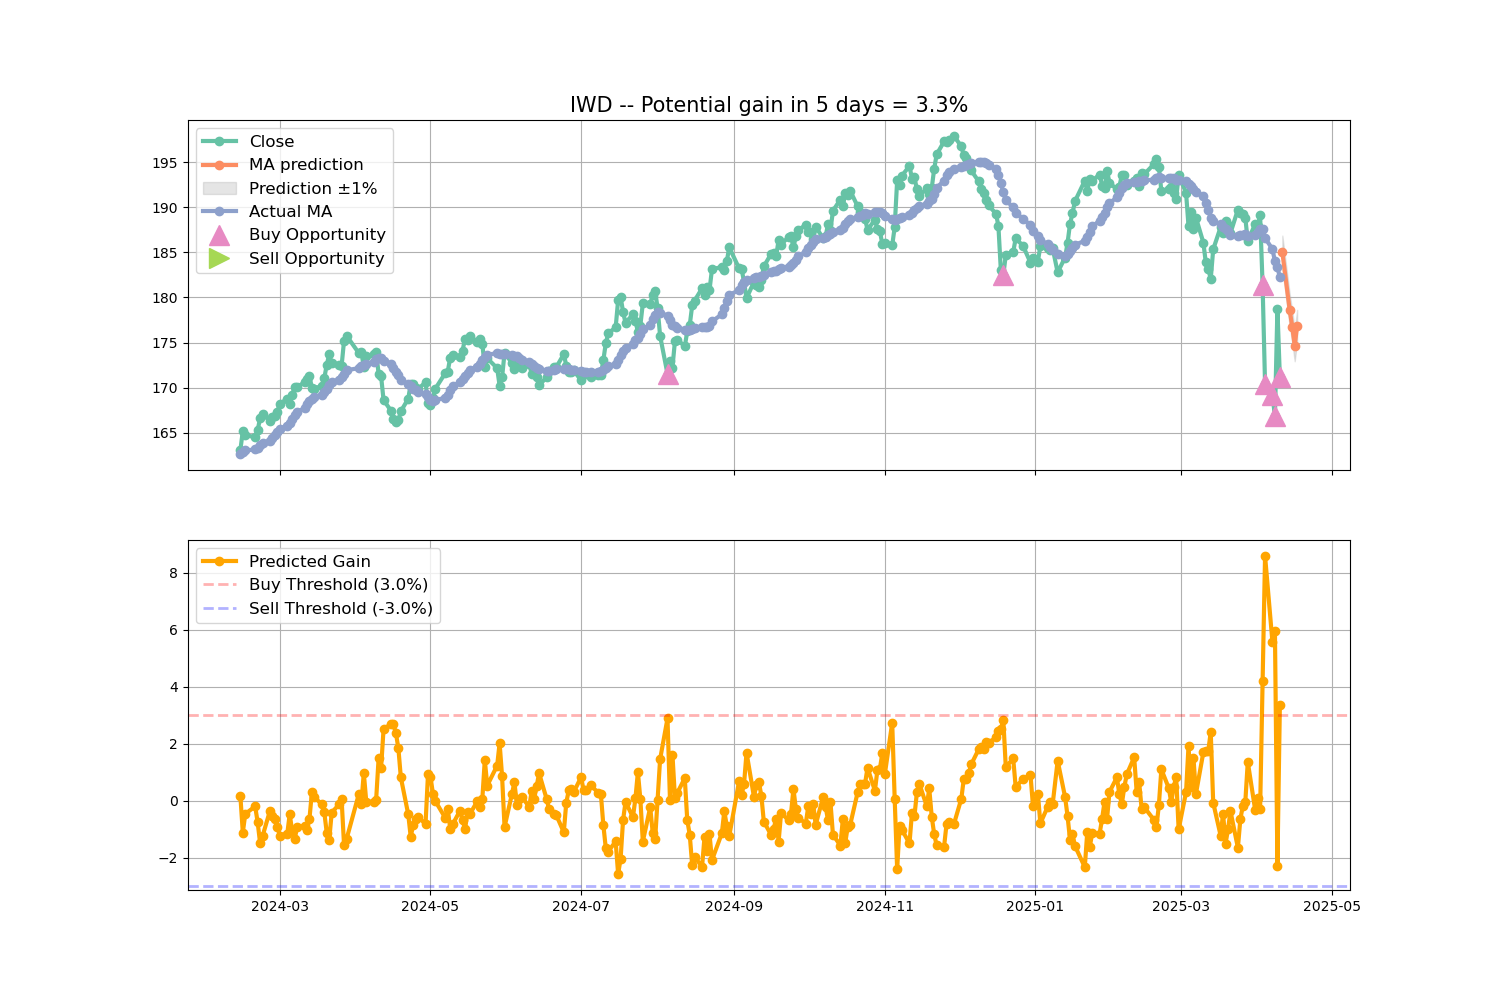 IWD -- Potential gain in 5 days = 3.3%
Close
MA prediction
Prediction ±1%
Actual MA
Buy Opportunity
Sell Opportunity
195
190
185
180
175
170
165
Predicted Gain
Buy Threshold (3.0%)
Sell Threshold (-3.0%)
8
6
4
2
0
−2
2024-03 2024-05 2024-07 2024-09 2024-11 2025-01 2025-03 2025-05